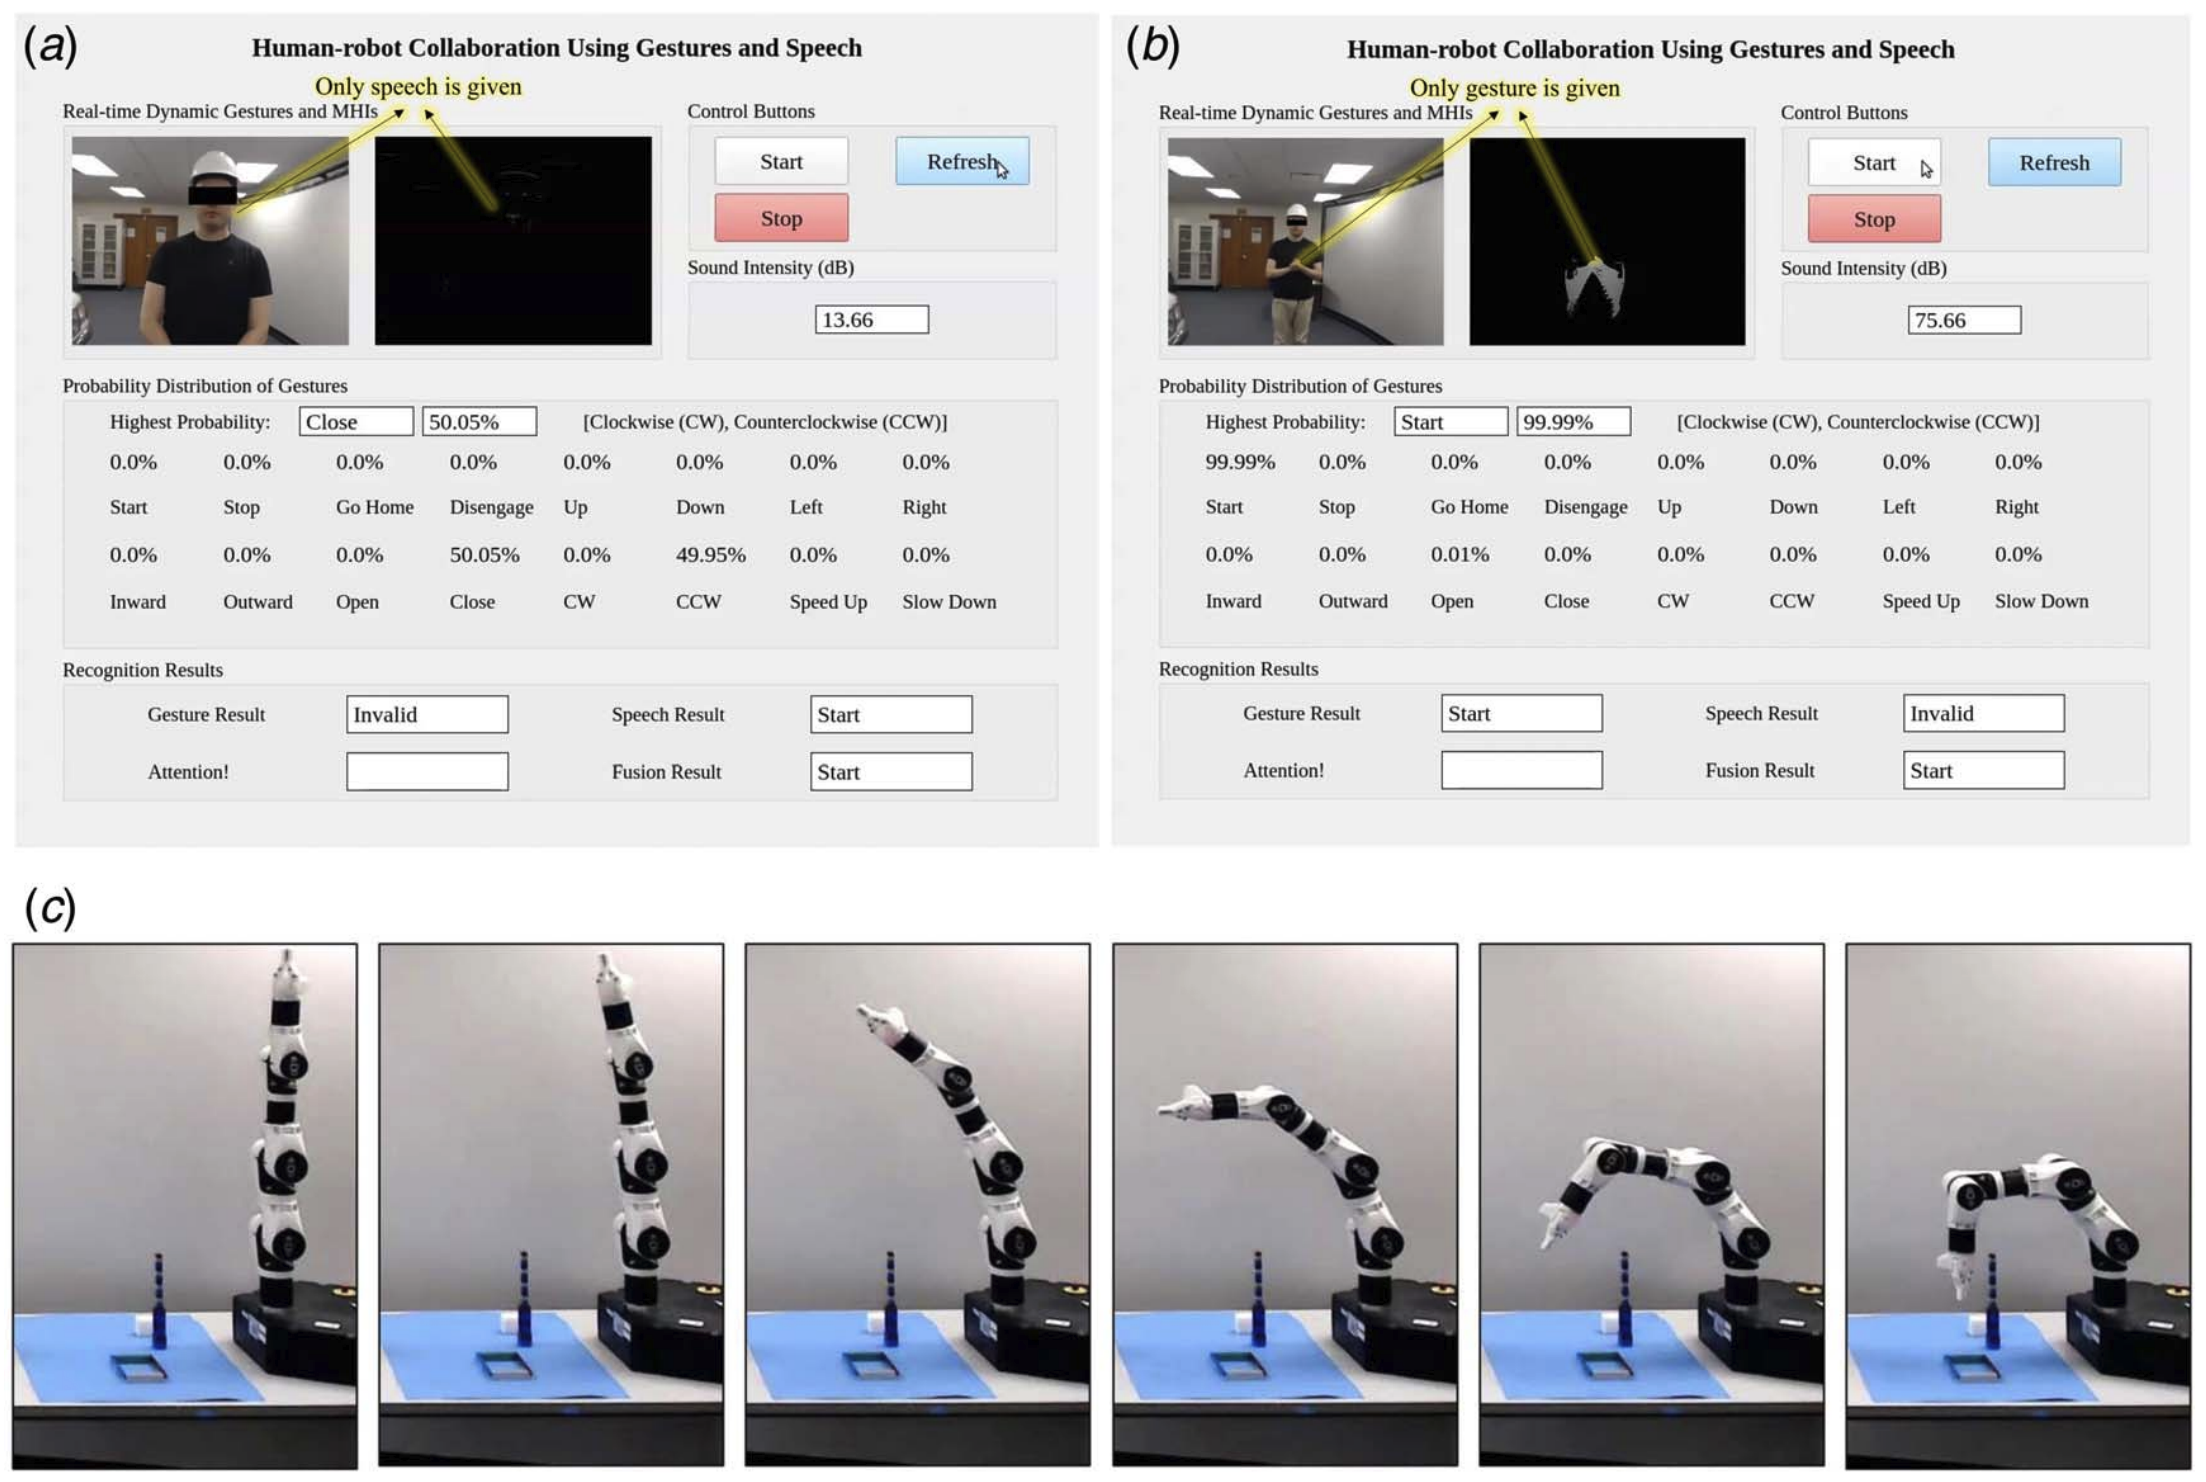 (a)
Human-robot Collaboration Using Gestures and Speech
Only speech is given
Real-time Dynamic Gestures and MHIs
Control Buttons
Start
Refresh
Stop
Sound Intensity (dB)
13.66
Probability Distribution of Gestures
Highest Probability: Close 50.05% [Clockwise (CW), Counterclockwise (CCW)]
0.0% 0.0% 0.0% 0.0% 0.0% 0.0% 0.0% 0.0%
Start Stop Go Home Disengage Up Down Left Right
0.0% 0.0% 0.0% 50.05% 0.0% 49.95% 0.0% 0.0%
Inward Outward Open Close CW CCW Speed Up Slow Down
Recognition Results
Gesture Result Invalid Speech Result Start
Attention! Fusion Result Start
(b)
Human-robot Collaboration Using Gestures and Speech
Only gesture is given
Real-time Dynamic Gestures and MHIs
Control Buttons
Start
Refresh
Stop
Sound Intensity (dB)
75.66
Probability Distribution of Gestures
Highest Probability: Start 99.99% [Clockwise (CW), Counterclockwise (CCW)]
99.99% 0.0% 0.0% 0.0% 0.0% 0.0% 0.0% 0.0%
Start Stop Go Home Disengage Up Down Left Right
0.0% 0.0% 0.01% 0.0% 0.0% 0.0% 0.0% 0.0%
Inward Outward Open Close CW CCW Speed Up Slow Down
Recognition Results
Gesture Result Start Speech Result Invalid
Attention! Fusion Result Start
(c)